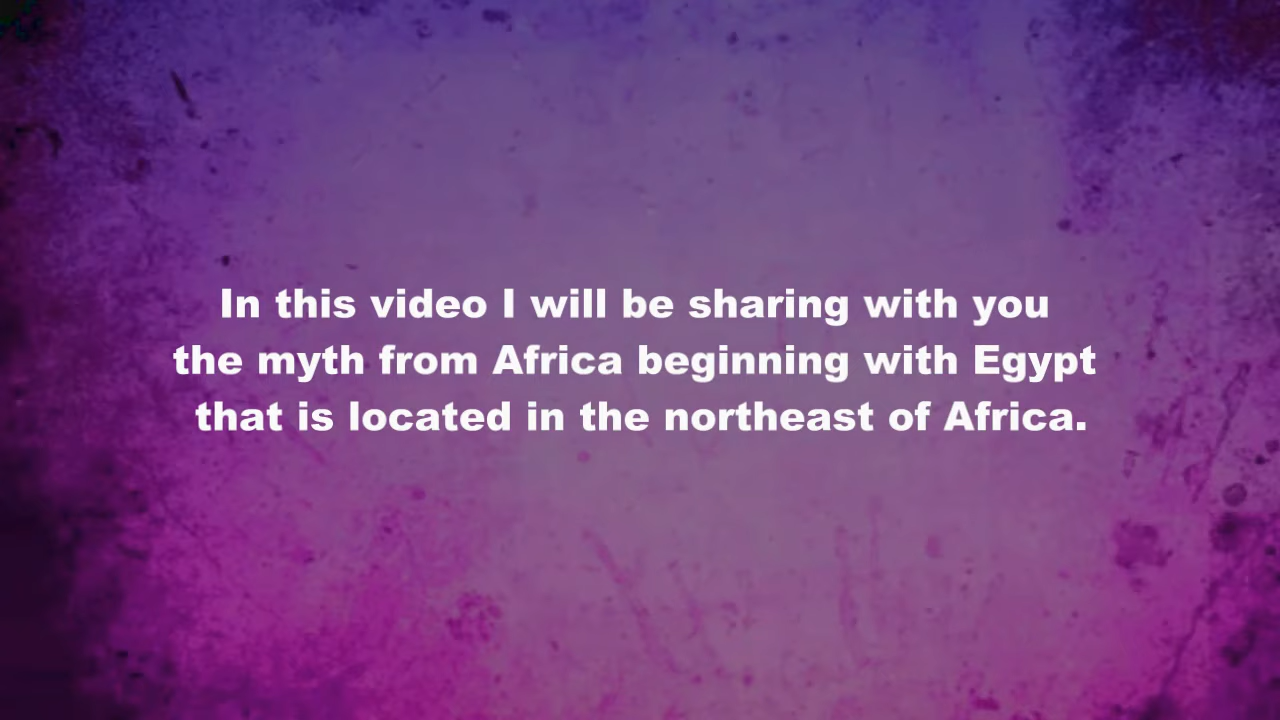 In this video I will be sharing with you
the myth from Africa beginning with Egypt
that is located in the northeast of Africa.